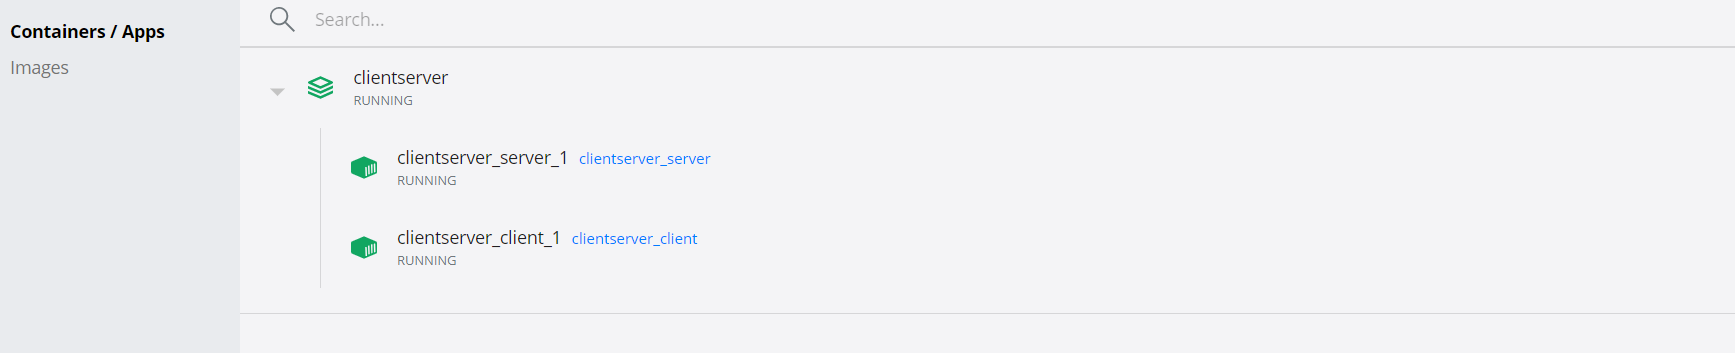 Containers / Apps
Images
Search...
clientserver
RUNNING
clientserver_server_1 clientserver_server
RUNNING
clientserver_client_1 clientserver_client
RUNNING